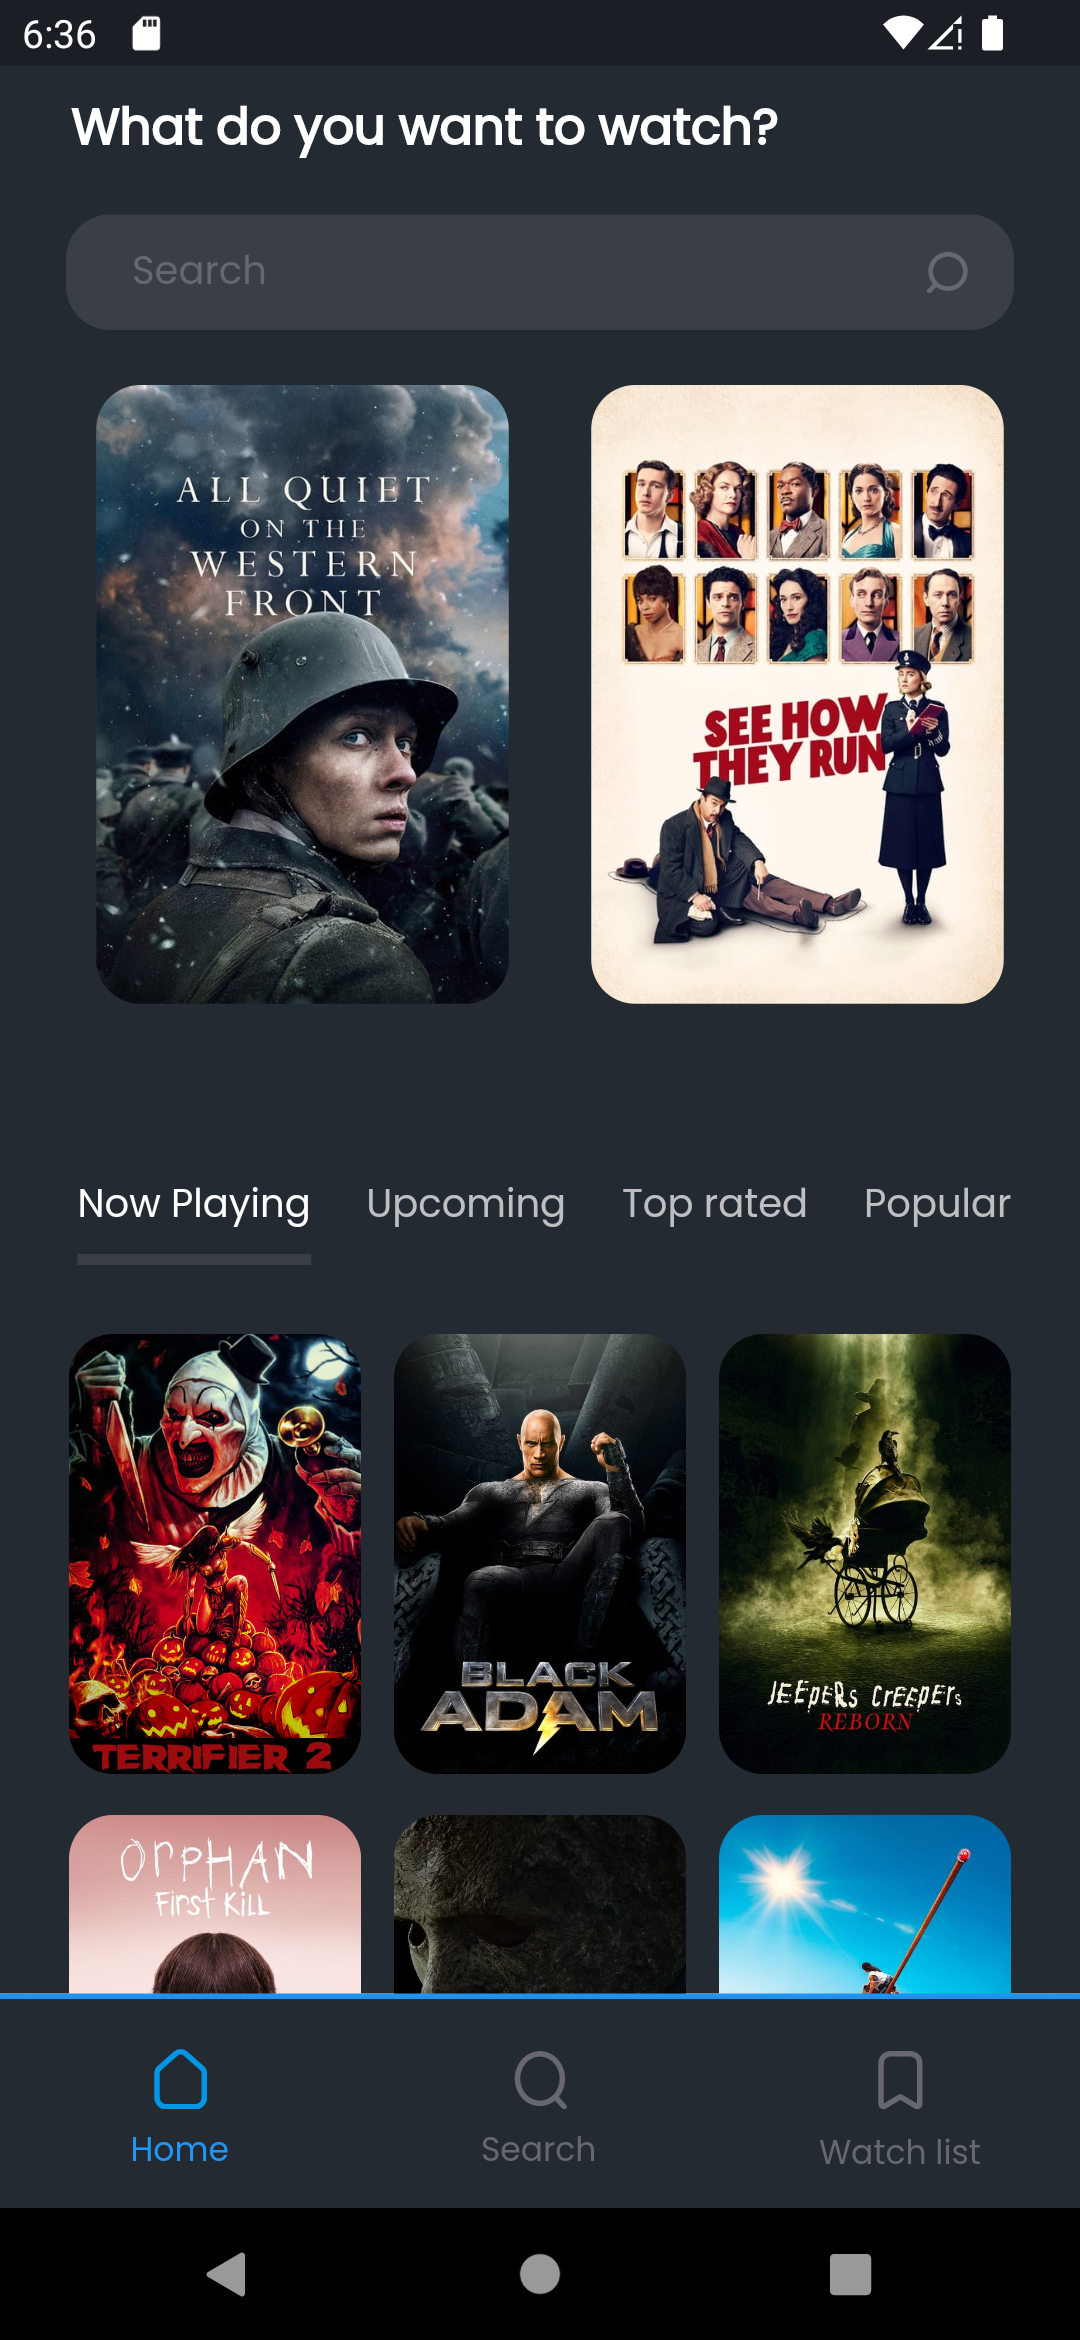 6:36
What do you want to watch?
Search
ALL QUIET
ON THE
WESTERN
FRONT
SEE HOW
THEY RUN
Now Playing
Upcoming
Top rated
Popular
TERRIFIER 2
BLACK
ADAM
JEEPERS CREEPERS
REBORN
ORPHAN
First Kill
Home
Search
Watch list